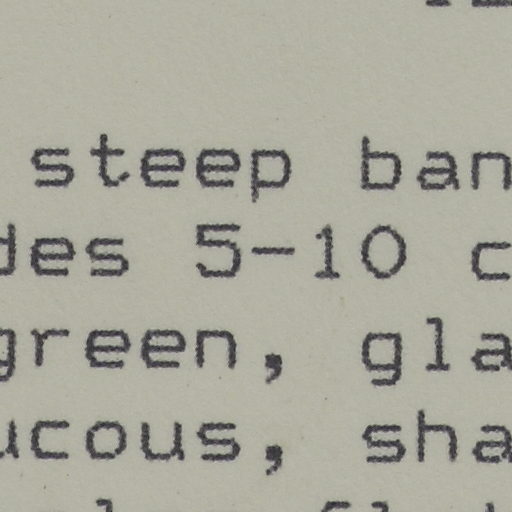 steep ban
des 5-10 c
green, gla
ucous, sha